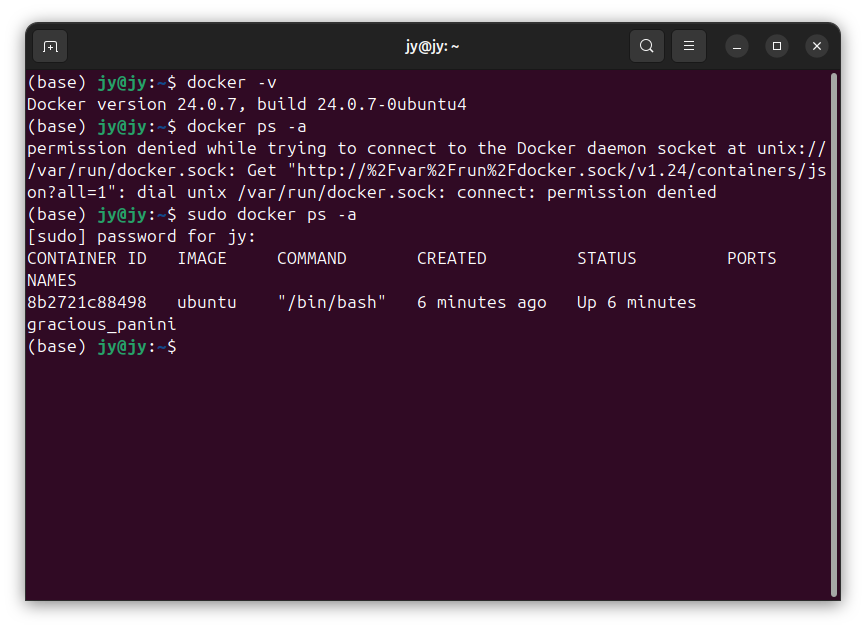 jy@jy: ~
(base) jy@jy:~$ docker -v
Docker version 24.0.7, build 24.0.7-0ubuntu4
(base) jy@jy:~$ docker ps -a
permission denied while trying to connect to the Docker daemon socket at unix://
/var/run/docker.sock: Get "http://%2Fvar%2Frun%2Fdocker.sock/v1.24/containers/js
on?all=1": dial unix /var/run/docker.sock: connect: permission denied
(base) jy@jy:~$ sudo docker ps -a
[sudo] password for jy:
CONTAINER ID   IMAGE     COMMAND       CREATED         STATUS         PORTS
NAMES
8b2721c88498   ubuntu    "/bin/bash"   6 minutes ago   Up 6 minutes
gracious_panini
(base) jy@jy:~$